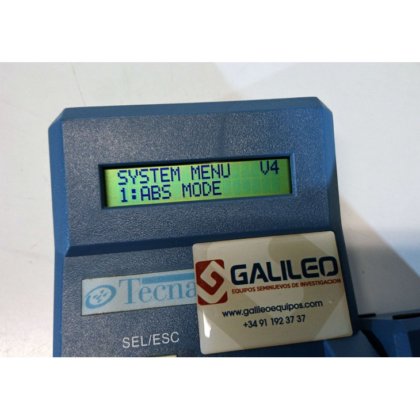 SYSTEM MENU V4
1:ABS MODE
Tecna
GALILEO
EQUIPOS SEMINUEVOS DE INVESTIGACION
www.galileoequipos.com
+34 91 192 37 37
SEL/ESC